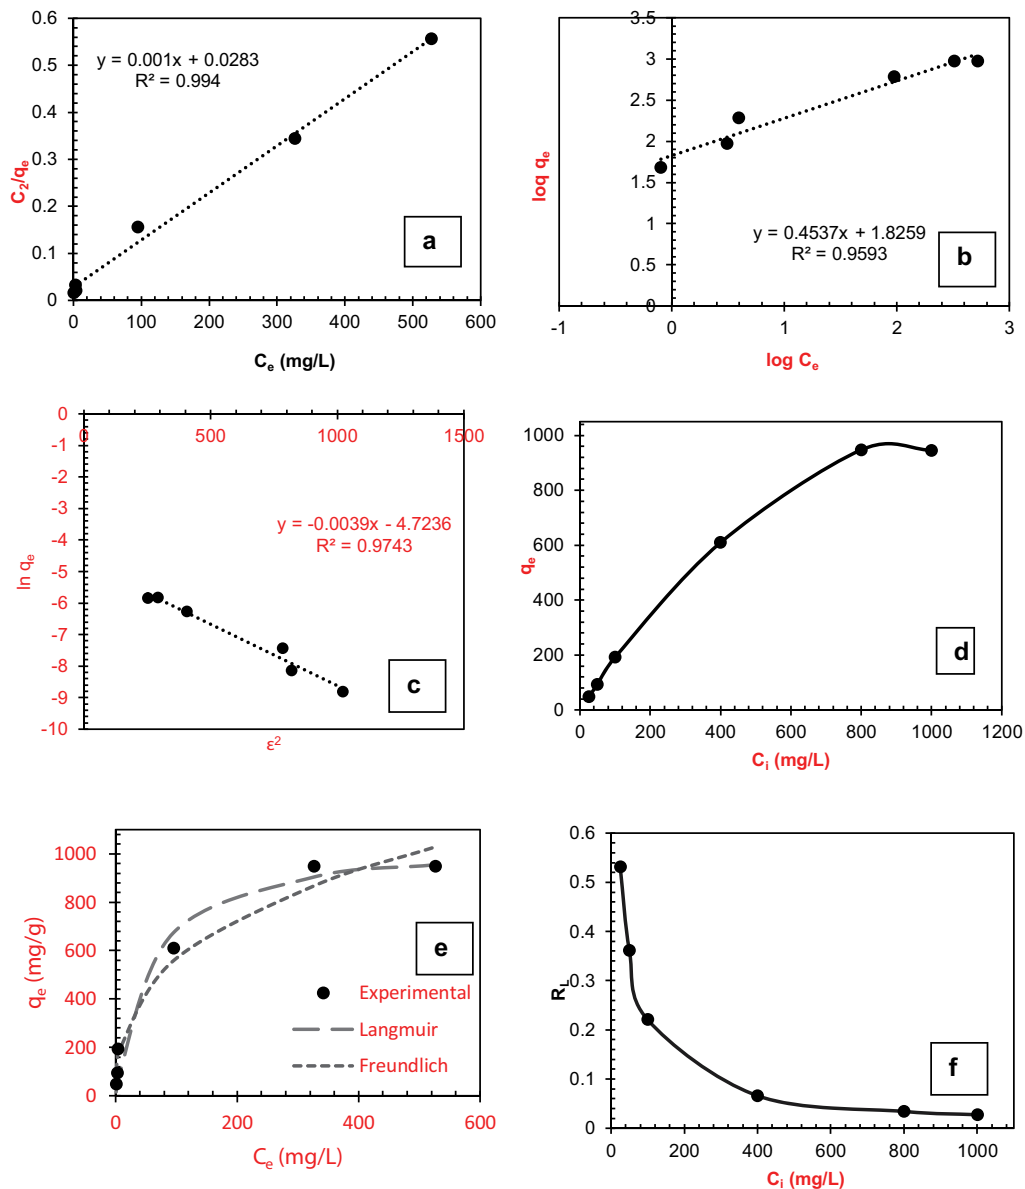 0.6
0.5
0.4
0.3
0.2
0.1
0
y = 0.001x + 0.0283
R² = 0.994
C₂/qₑ
a
0 100 200 300 400 500 600
Cₑ (mg/L)
3.5
3
2.5
2
1.5
1
0.5
0
loq qₑ
y = 0.4537x + 1.8259
R² = 0.9593
b
-1 0 1 2 3
log Cₑ
0
-1
-2
-3
-4
-5
-6
-7
-8
-9
-10
0 500 1000 1500
y = -0.0039x - 4.7236
R² = 0.9743
ln qₑ
c
ε²
1000
800
600
400
200
0
qₑ
d
0 200 400 600 800 1000 1200
Cᵢ (mg/L)
1000
800
600
400
200
0
qₑ (mg/g)
e
Experimental
Langmuir
Freundlich
0 200 400 600
Cₑ (mg/L)
0.6
0.5
0.4
0.3
0.2
0.1
0
R_L
f
0 200 400 600 800 1000
Cᵢ (mg/L)